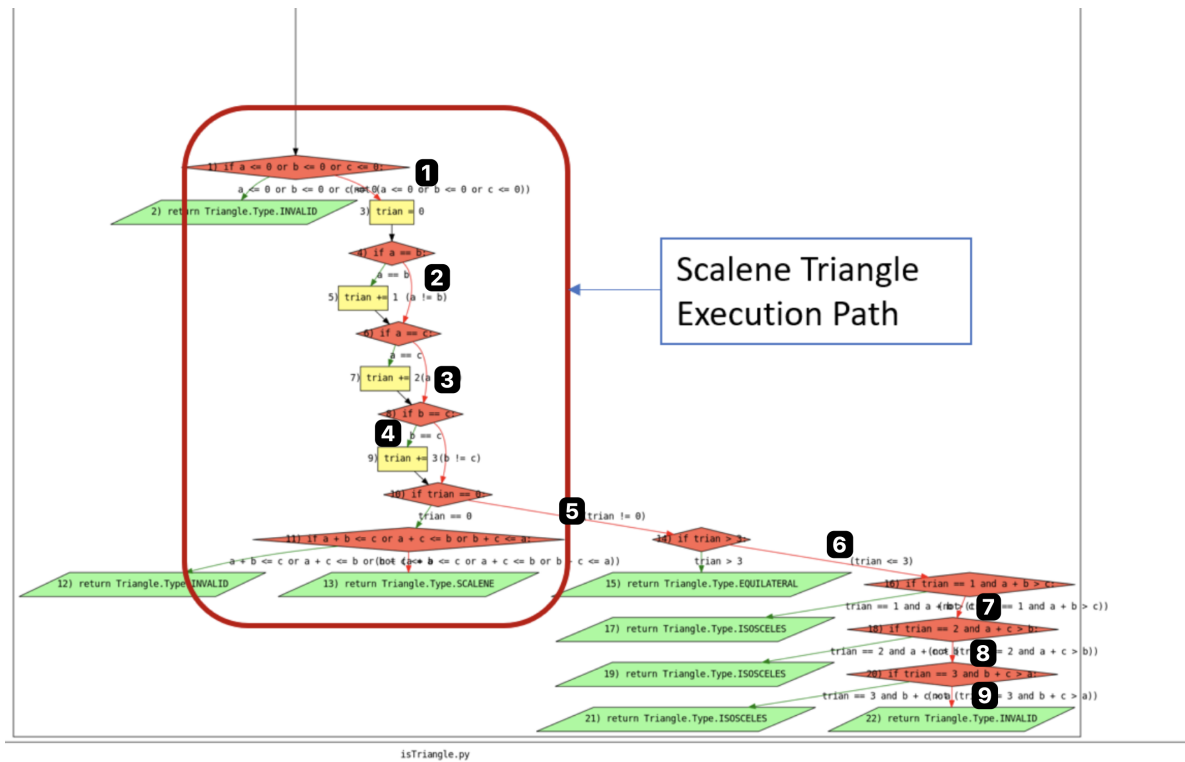 1) if a <= 0 or b <= 0 or c <= 0:
1
a <= 0 or b <= 0 or c <= 0
(not (a <= 0 or b <= 0 or c <= 0))
2) return Triangle.Type.INVALID
3) trian = 0
4) if a == b:
a == b
2
5) trian += 1
(a != b)
6) if a == c:
a == c
7) trian += 2
(a
3
8) if b == c:
4
b == c
9) trian += 3
(b != c)
10) if trian == 0:
trian == 0
5
(trian != 0)
Scalene Triangle
Execution Path
11) if a + b <= c or a + c <= b or b + c <= a:
14) if trian > 3:
6
a + b <= c or a + c <= b or b + c <= a
<= c or a + c <= b or b + c <= a))
trian > 3
(trian <= 3)
12) return Triangle.Type.INVALID
13) return Triangle.Type.SCALENE
15) return Triangle.Type.EQUILATERAL
16) if trian == 1 and a + b > c:
trian == 1 and a + b > c
7
== 1 and a + b > c))
17) return Triangle.Type.ISOSCELES
18) if trian == 2 and a + c > b:
trian == 2 and a + c > b
8
= 2 and a + c > b))
19) return Triangle.Type.ISOSCELES
20) if trian == 3 and b + c > a:
trian == 3 and b + c > a
(not (tri
9
= 3 and b + c > a))
21) return Triangle.Type.ISOSCELES
22) return Triangle.Type.INVALID
isTriangle.py